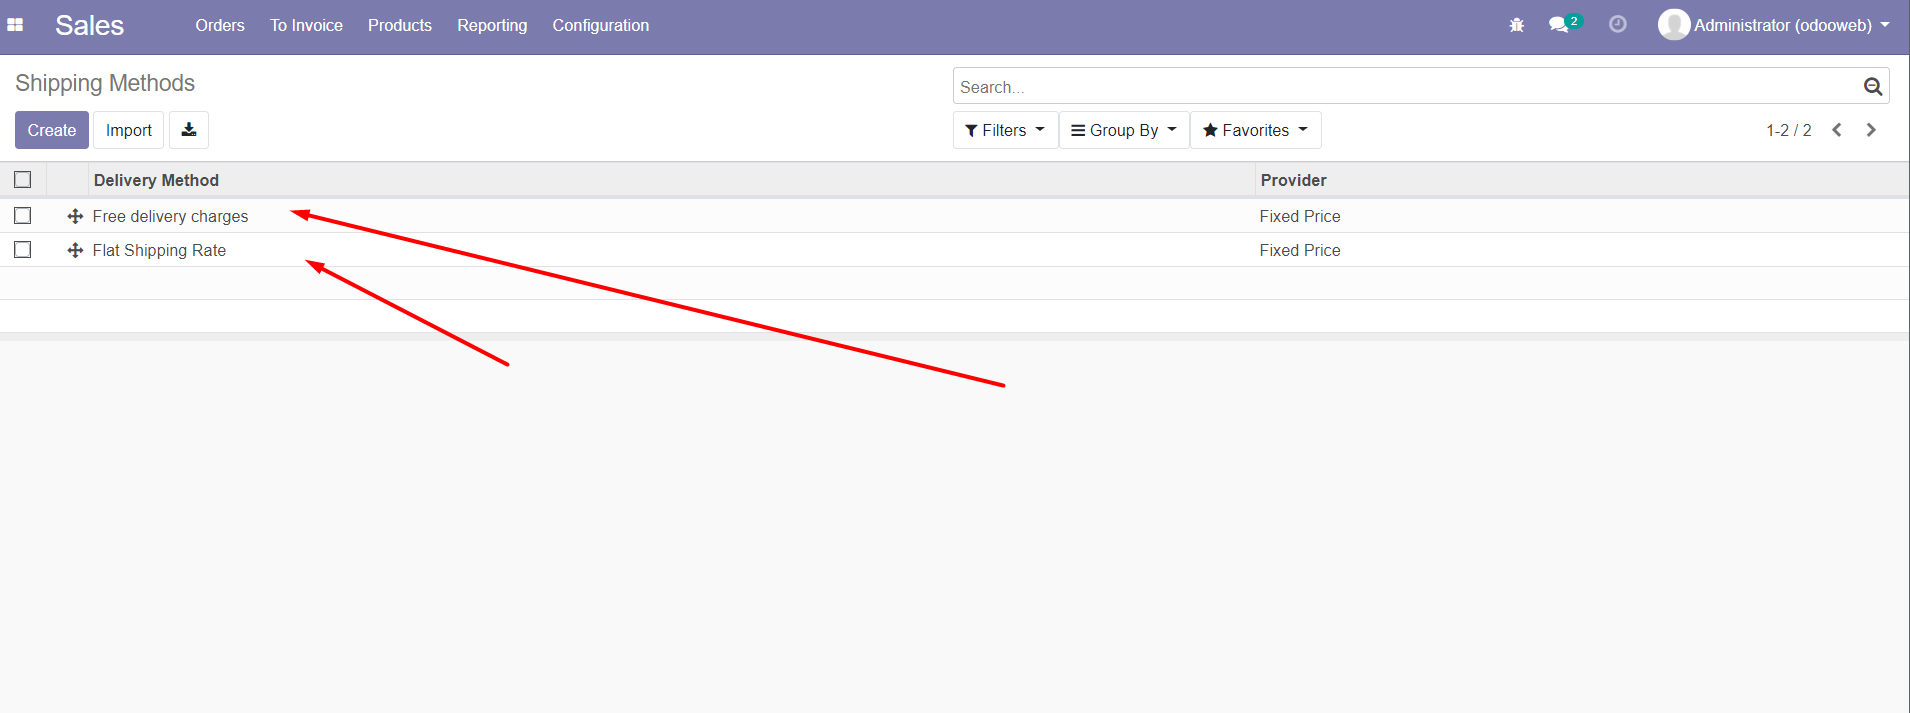 Sales Orders To Invoice Products Reporting Configuration 2 Administrator (odooweb)
Shipping Methods
Search...
Create Import Filters Group By Favorites 1-2 / 2
Delivery Method Provider
Free delivery charges Fixed Price
Flat Shipping Rate Fixed Price